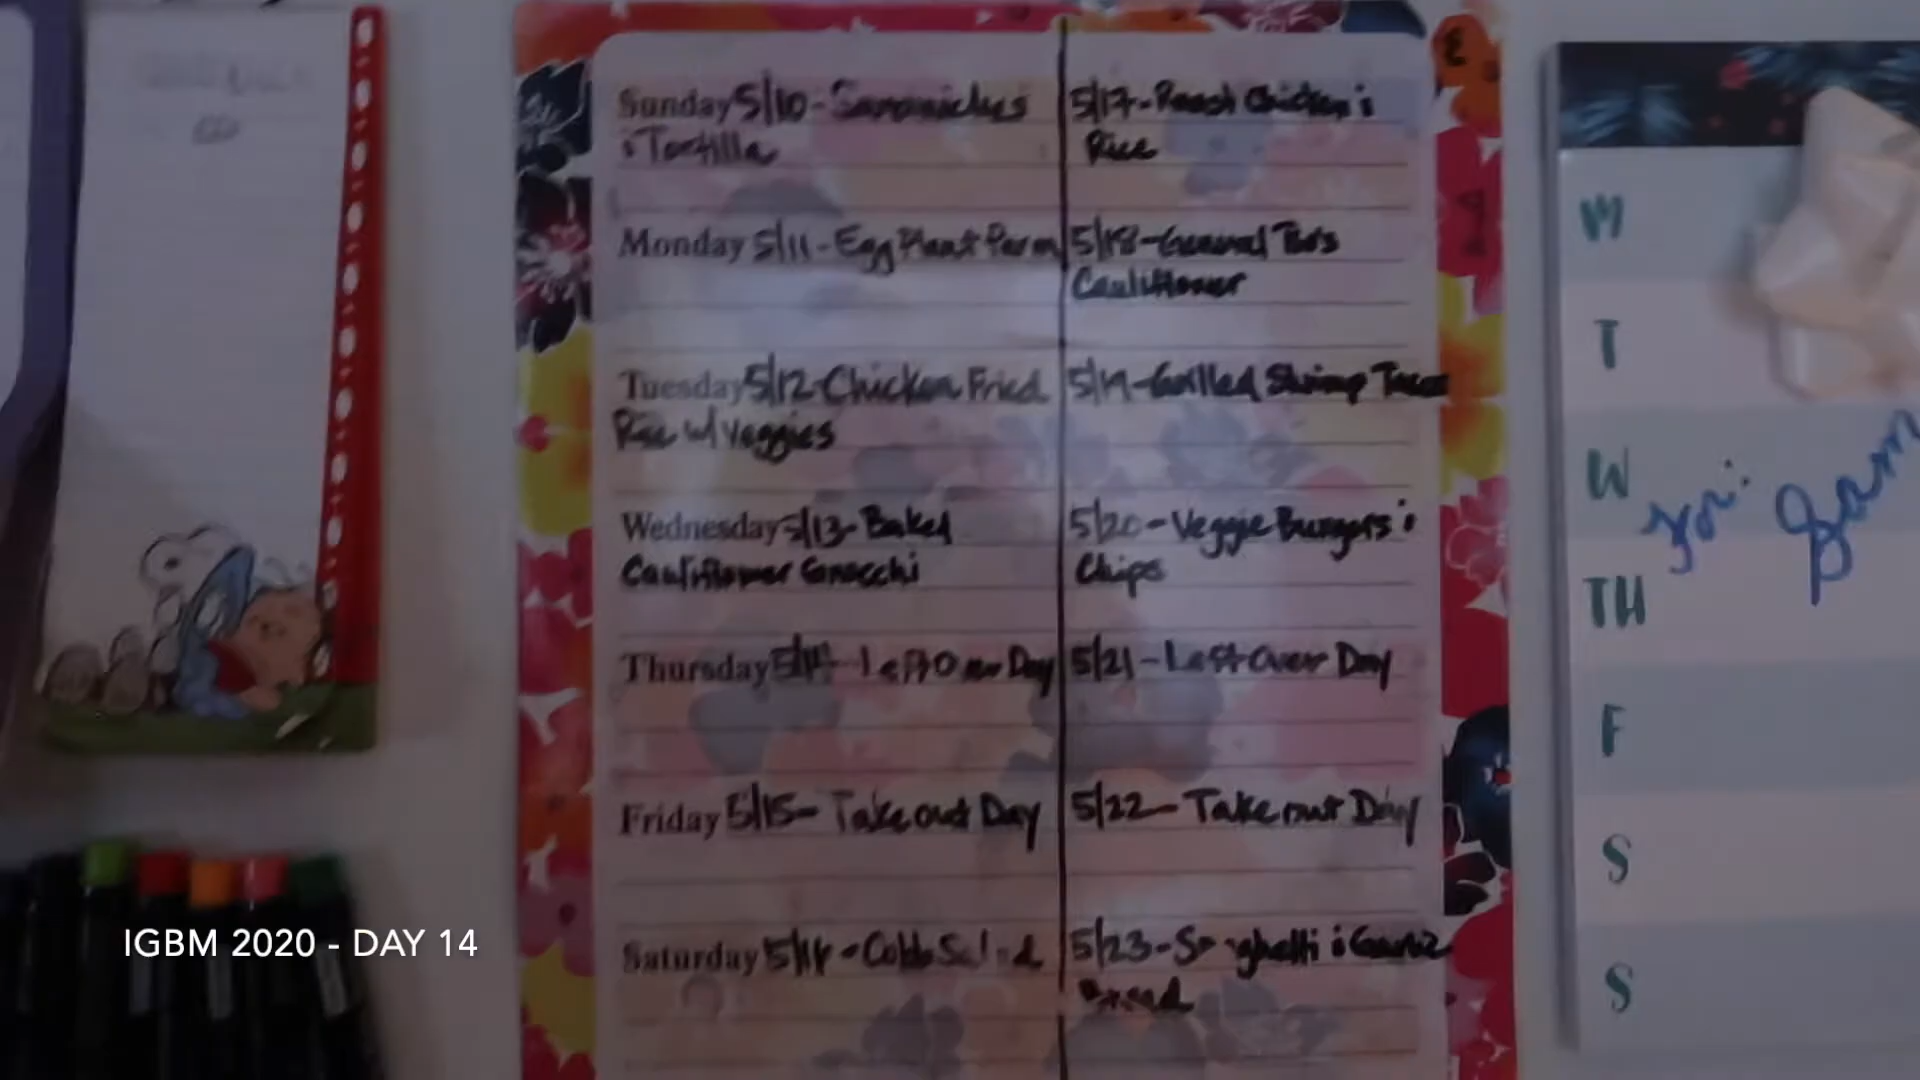 Sunday 5/10 - Sandwiches
& Tortilla
Monday 5/11 - Egg Plant Parm
Tuesday 5/12 - Chicken Fried
Rice w/ Veggies
Wednesday 5/13 - Baked
Cauliflower Gnocchi
Thursday 5/14 - Left Over Day
Friday 5/15 - Take out Day
Saturday 5/16 - Cobb Salad
5/17 - Roast Chicken &
Rice
5/18 - General Tso's
Cauliflower
5/19 - Grilled Shrimp Tacos
5/20 - Veggie Burgers &
Chips
5/21 - Left Over Day
5/22 - Take out Day
5/23 - Spaghetti & Garlic
Bread
M
T
W
TH
F
S
S
For: Sam
IGBM 2020 - DAY 14